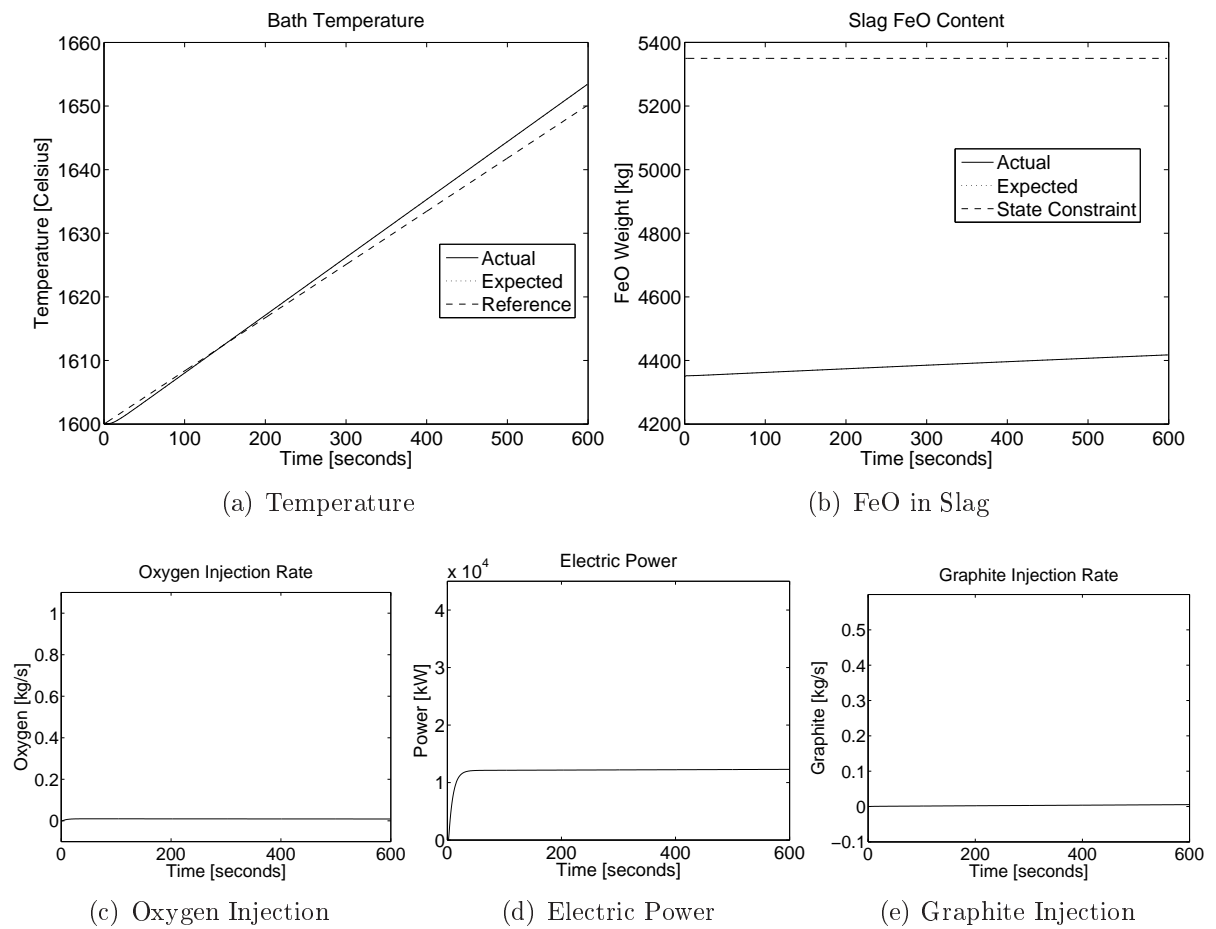 Bath Temperature
1660
1650
1640
1630
1620
1610
1600
0 100 200 300 400 500 600
Temperature [Celsius]
Time [seconds]
Actual
Expected
Reference
(a) Temperature
Slag FeO Content
5400
5200
5000
4800
4600
4400
4200
0 100 200 300 400 500 600
FeO Weight [kg]
Time [seconds]
Actual
Expected
State Constraint
(b) FeO in Slag
Oxygen Injection Rate
1
0.8
0.6
0.4
0.2
0
0 200 400 600
Oxygen [kg/s]
Time [seconds]
(c) Oxygen Injection
Electric Power
x 10^4
4
3
2
1
0
0 200 400 600
Power [kW]
Time [seconds]
(d) Electric Power
Graphite Injection Rate
0.5
0.4
0.3
0.2
0.1
0
−0.1
0 200 400 600
Graphite [kg/s]
Time [seconds]
(e) Graphite Injection